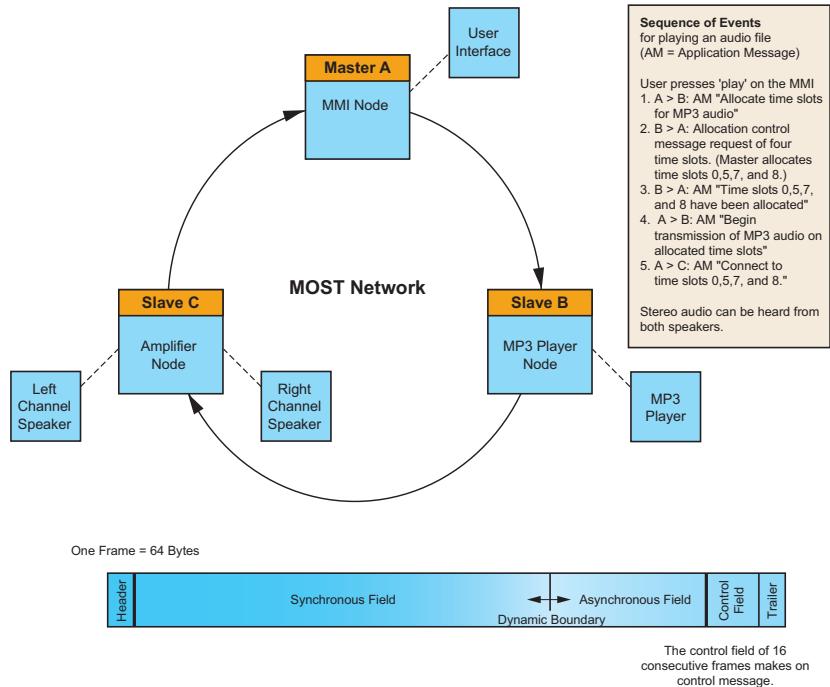 User
Interface
Master A
MMI Node
Sequence of Events
for playing an audio file
(AM = Application Message)
User presses 'play' on the MMI
1. A > B: AM "Allocate time slots
for MP3 audio"
2. B > A: Allocation control
message request of four
time slots. (Master allocates
time slots 0,5,7, and 8.)
3. B > A: AM "Time slots 0,5,7,
and 8 have been allocated"
4. A > B: AM "Begin
transmission of MP3 audio on
allocated time slots"
5. A > C: AM "Connect to
time slots 0,5,7, and 8."
Stereo audio can be heard from
both speakers.
MOST Network
Slave C
Amplifier
Node
Slave B
MP3 Player
Node
Left
Channel
Speaker
Right
Channel
Speaker
MP3
Player
One Frame = 64 Bytes
Header
Synchronous Field
Asynchronous Field
Dynamic Boundary
Control
Field
Trailer
The control field of 16
consecutive frames makes on
control message.